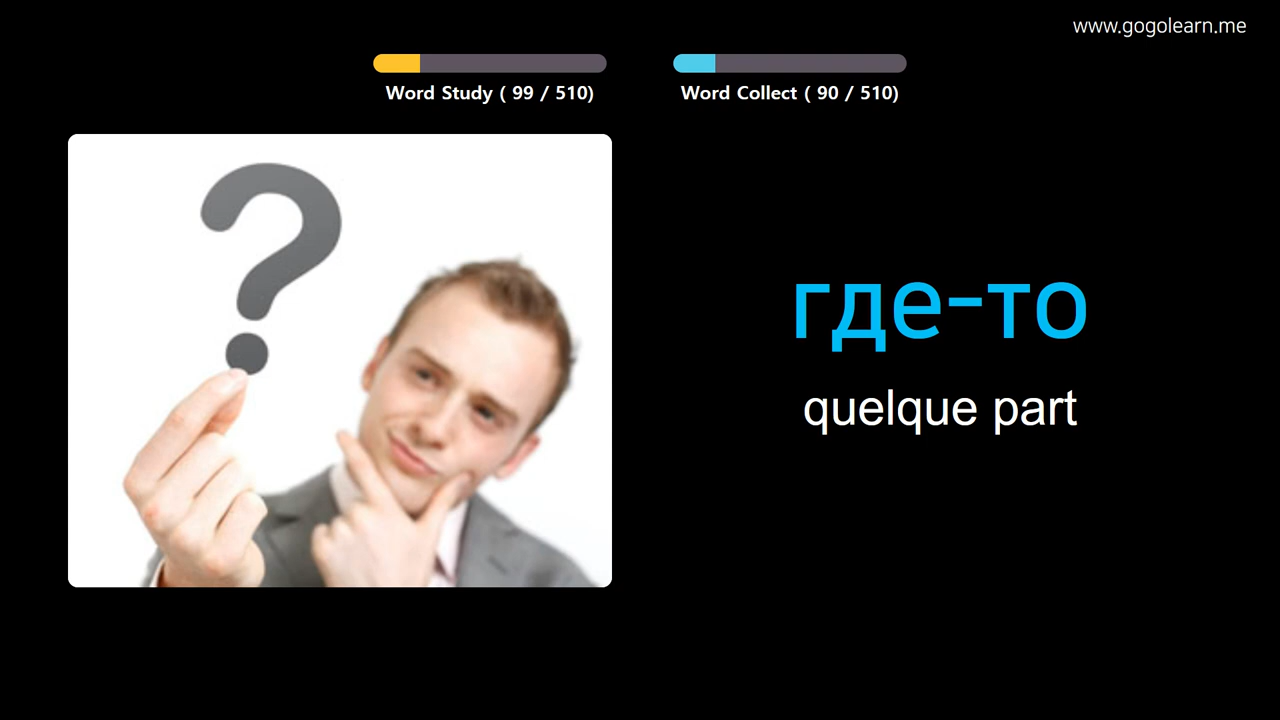 www.gogolearn.me
Word Study ( 99 / 510)
Word Collect ( 90 / 510)
где-то
quelque part